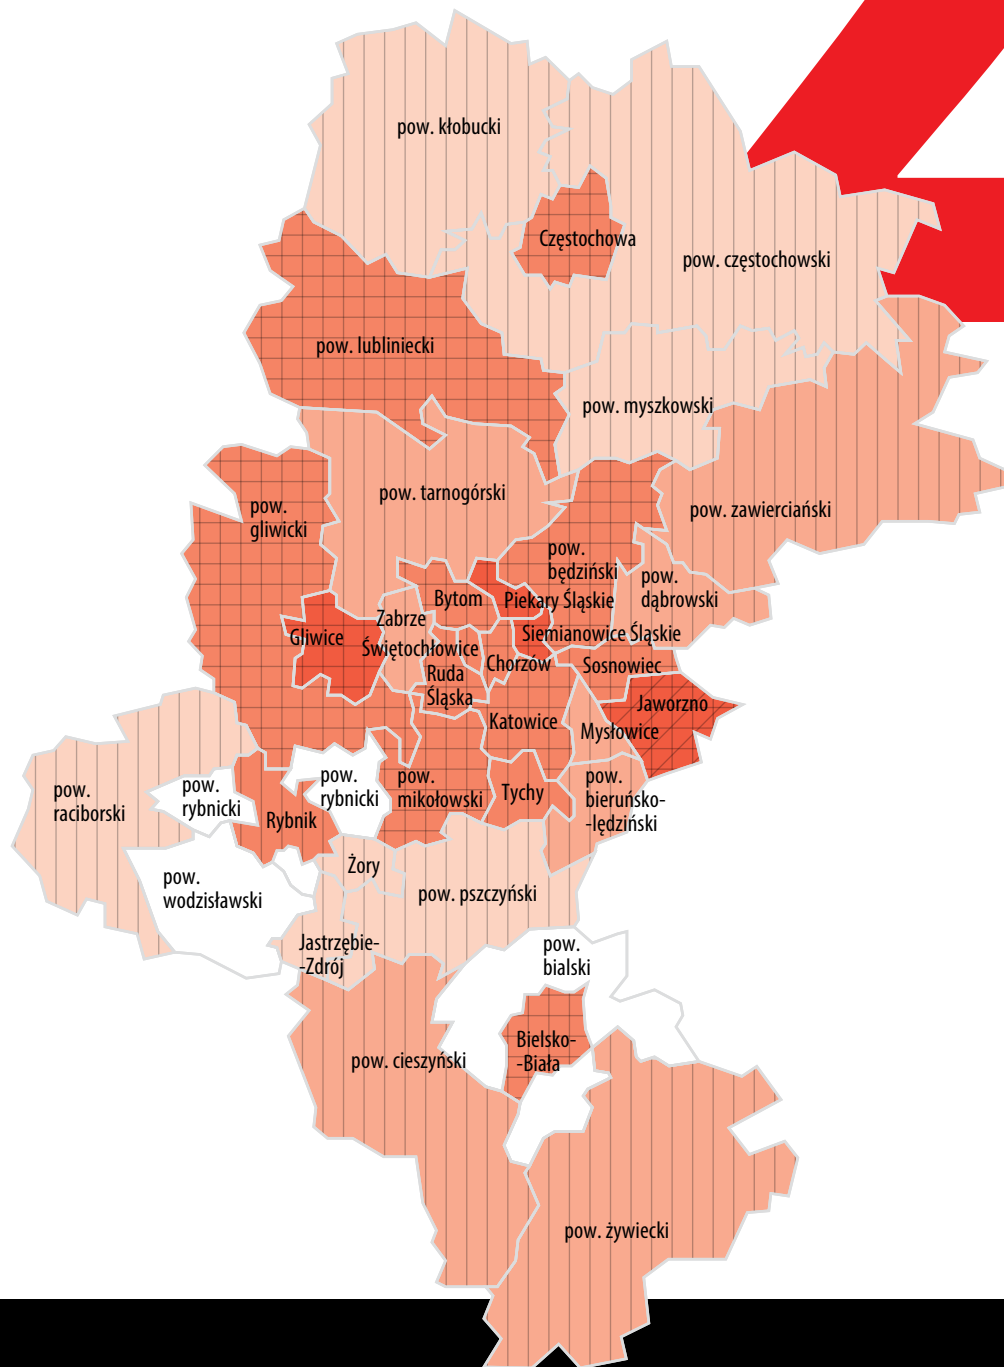 pow. kłobucki
Częstochowa
pow. częstochowski
pow. lubliniecki
pow. myszkowski
pow. tarnogórski
pow.
gliwicki
pow. zawierciański
pow.
będziński
pow.
dąbrowski
Bytom
Piekary Śląskie
Zabrze
Gliwice
Siemianowice Śląskie
Świętochłowice
Chorzów
Sosnowiec
Ruda
Śląska
Jaworzno
Katowice
Mysłowice
pow.
raciborski
pow.
rybnicki
pow.
rybnicki
pow.
mikołowski
Tychy
pow.
bieruńsko-
-lędziński
Rybnik
Żory
pow.
wodzisławski
pow. pszczyński
Jastrzębie-
-Zdrój
pow.
bialski
Bielsko-
-Biała
pow. cieszyński
pow. żywiecki